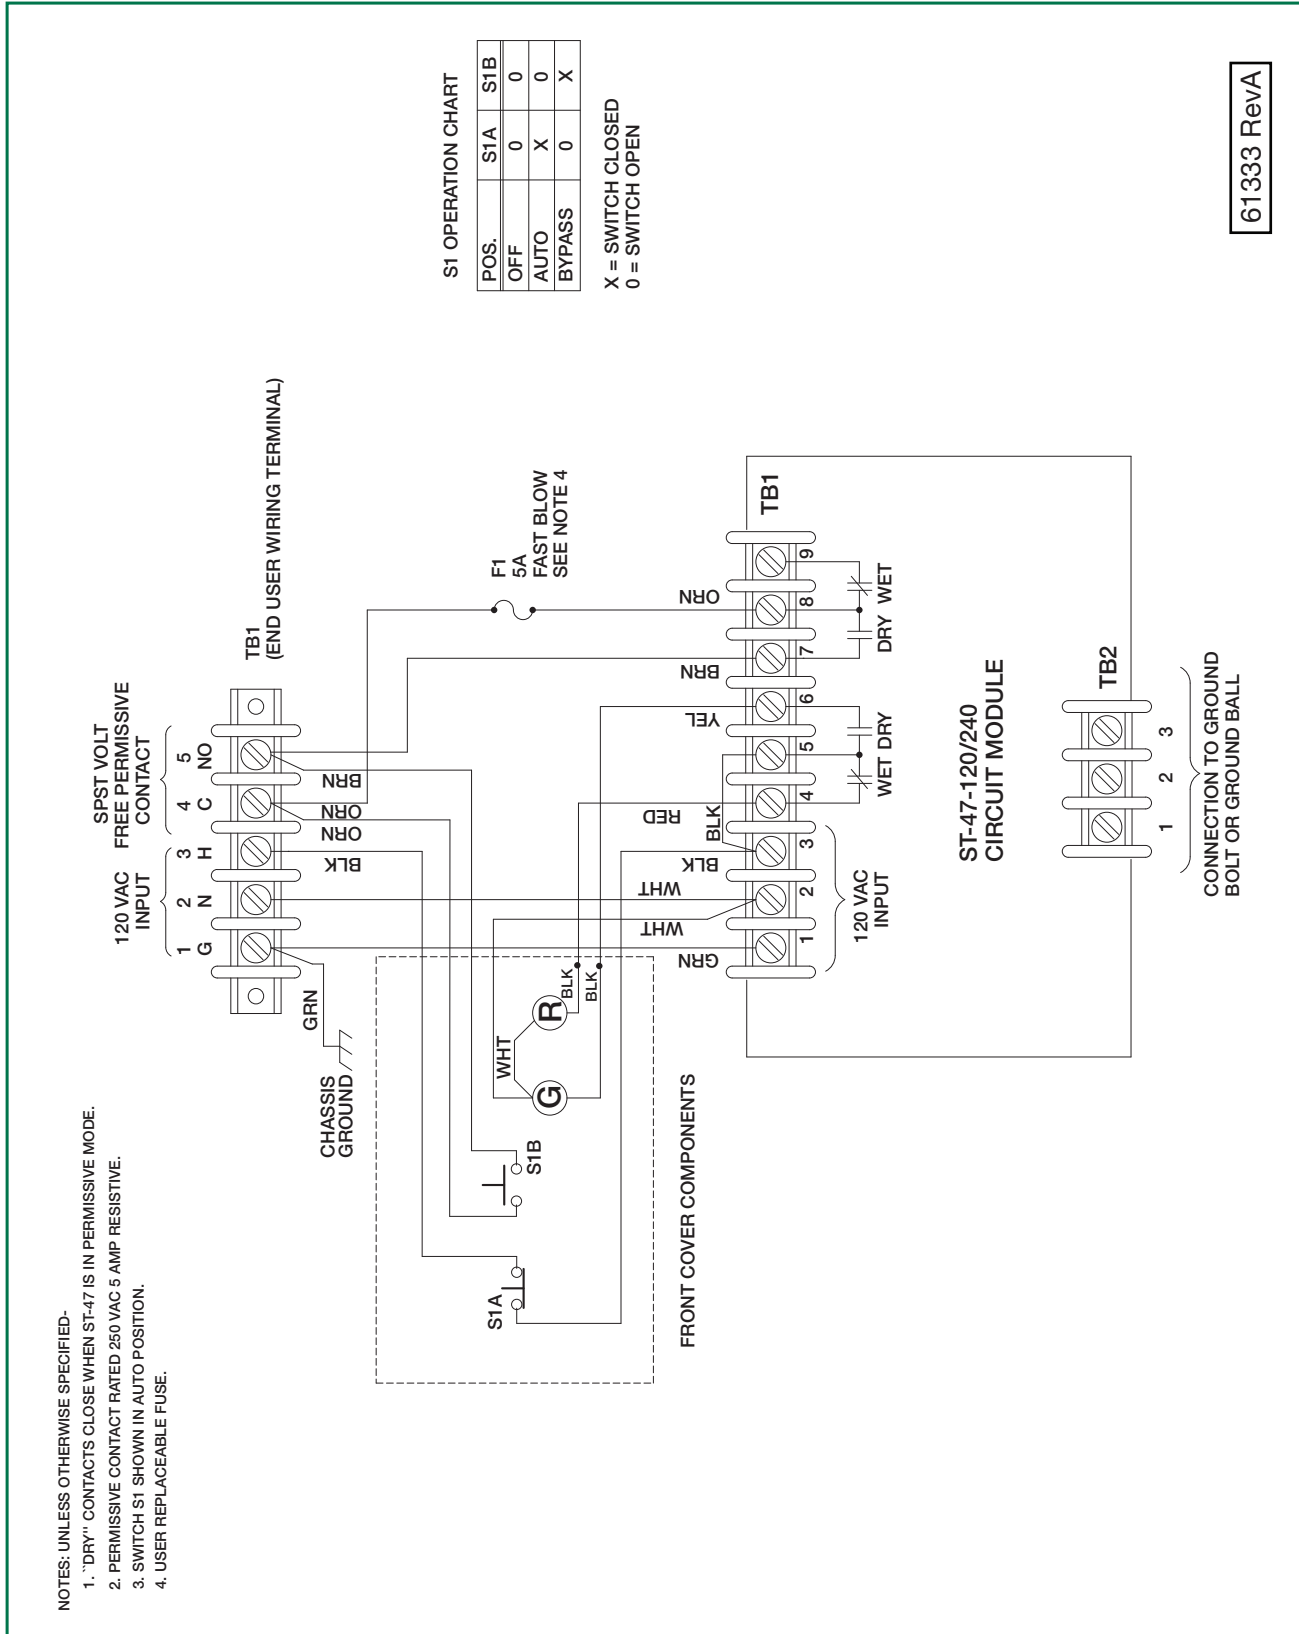 NOTES: UNLESS OTHERWISE SPECIFIED-
1. ``DRY'' CONTACTS CLOSE WHEN ST-47 IS IN PERMISSIVE MODE.
2. PERMISSIVE CONTACT RATED 250 VAC 5 AMP RESISTIVE.
3. SWITCH S1 SHOWN IN AUTO POSITION.
4. USER REPLACEABLE FUSE.
120 VAC
INPUT
SPST VOLT
FREE PERMISSIVE
CONTACT
1 2 3 4 5
G N H C NO
TB1
(END USER WIRING TERMINAL)
GRN
CHASSIS
GROUND
BLK
ORN
ORN
BRN
S1 OPERATION CHART
POS. S1A S1B
OFF 0 0
AUTO X 0
BYPASS 0 X
X = SWITCH CLOSED
0 = SWITCH OPEN
S1A
S1B
WHT
G
R
BLK
BLK
FRONT COVER COMPONENTS
F1
5A
FAST BLOW
SEE NOTE 4
GRN
WHT
WHT
BLK
BLK
RED
YEL
BRN
ORN
TB1
1 2 3 4 5 6 7 8 9
120 VAC
INPUT
WET DRY
DRY WET
ST-47-120/240
CIRCUIT MODULE
TB2
1 2 3
CONNECTION TO GROUND
BOLT OR GROUND BALL
61333 RevA